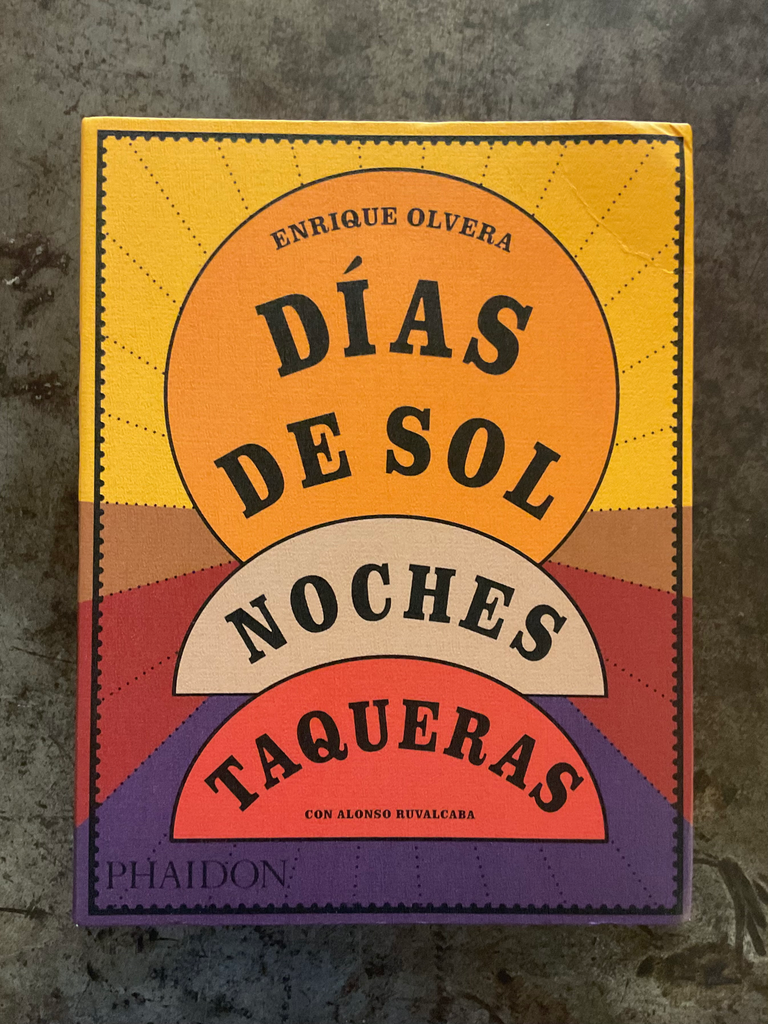 ENRIQUE OLVERA
DÍAS
DE SOL
NOCHES
TAQUERAS
CON ALONSO RUVALCABA
PHAIDON